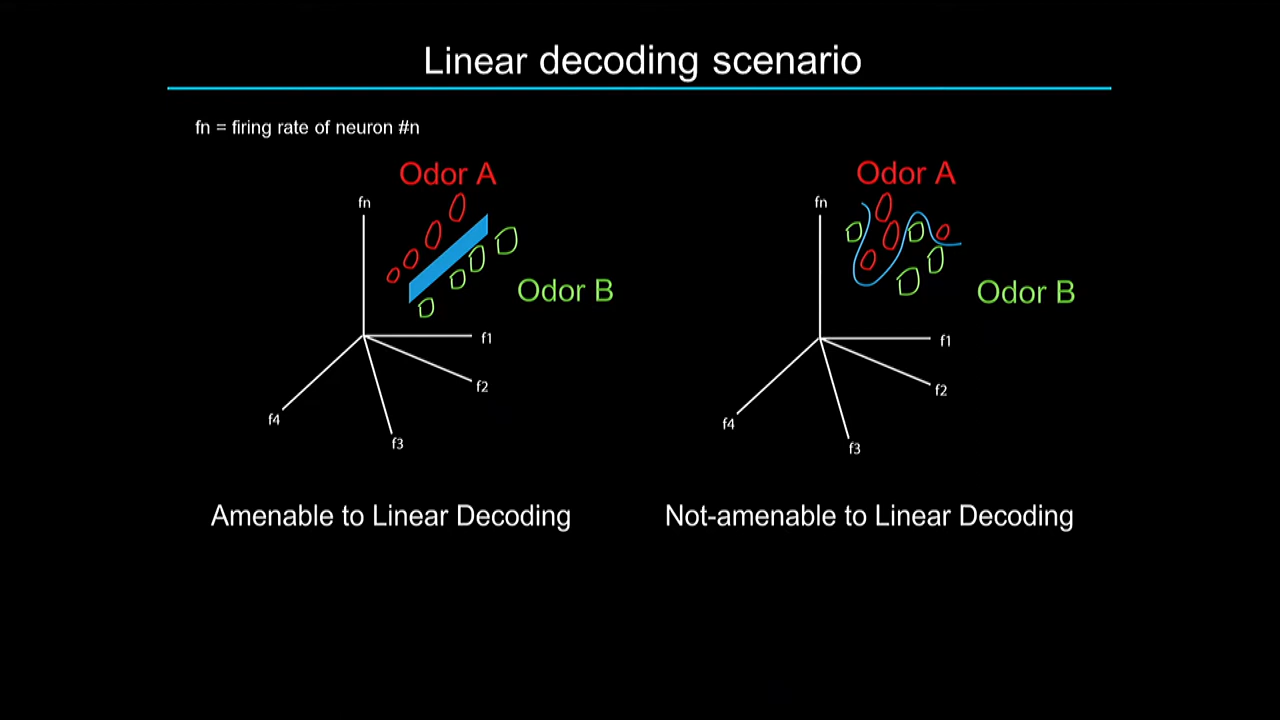 Linear decoding scenario
fn = firing rate of neuron #n
Odor A
fn
Odor B
f1
f2
f4
f3
Amenable to Linear Decoding
Odor A
fn
Odor B
f1
f2
f4
f3
Not-amenable to Linear Decoding